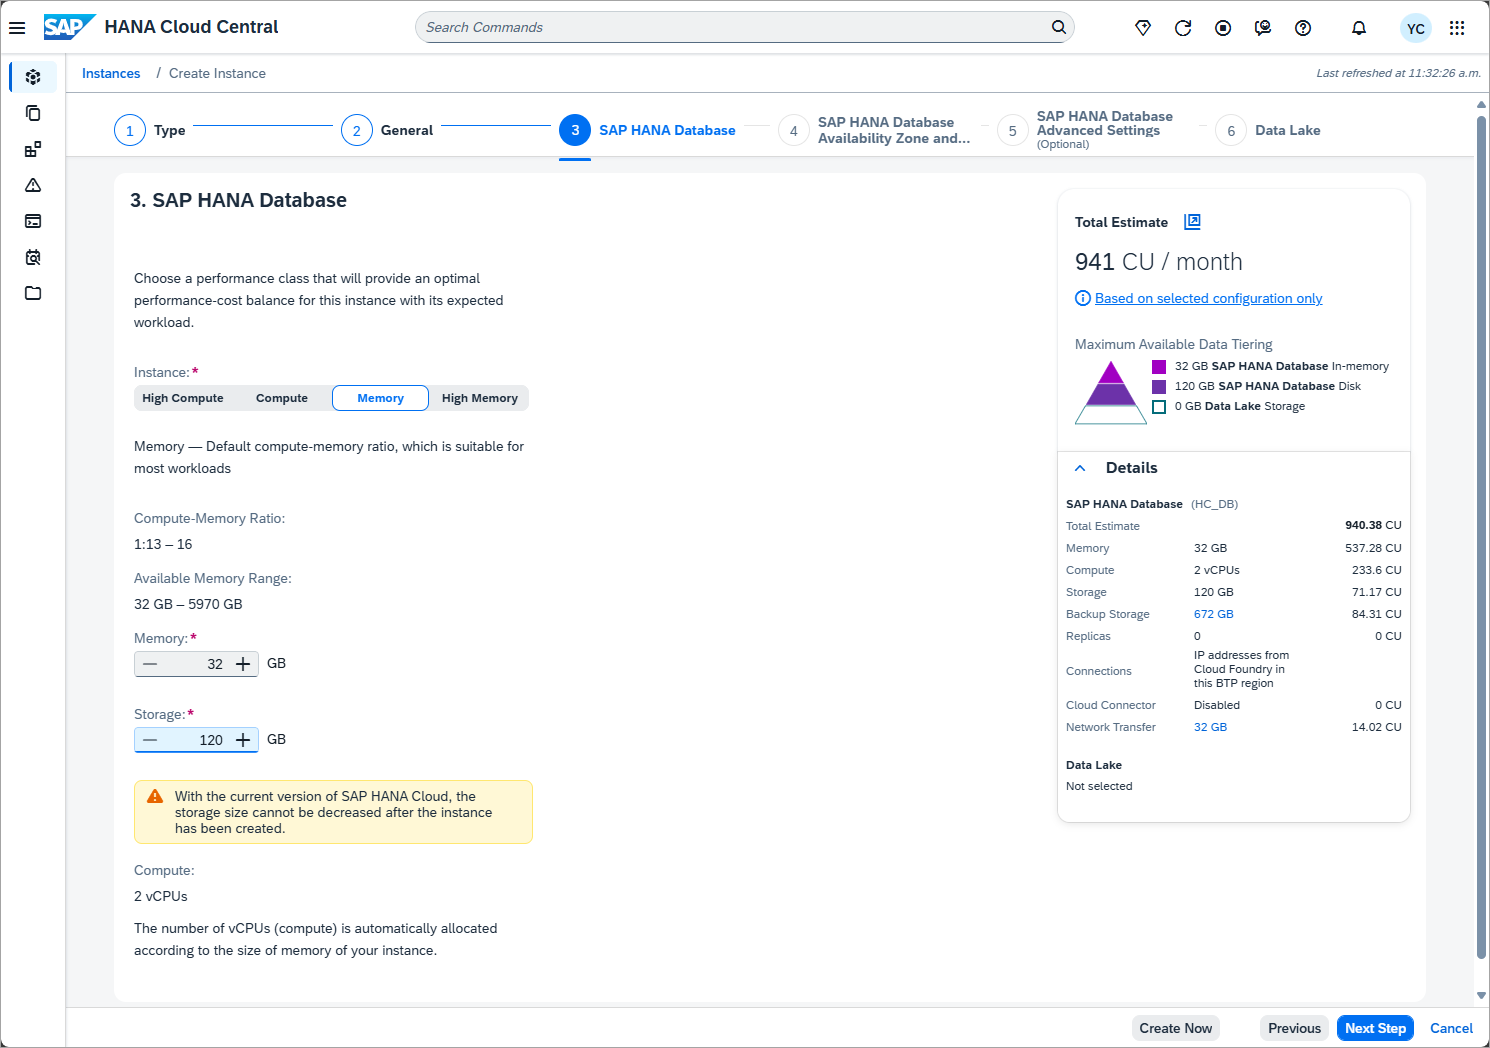 SAP
HANA Cloud Central
Search Commands
YC
Instances / Create Instance
Last refreshed at 11:32:26 a.m.
1 Type
2 General
3 SAP HANA Database
4 SAP HANA Database
Availability Zone and...
5 SAP HANA Database
Advanced Settings
(Optional)
6 Data Lake
3. SAP HANA Database
Choose a performance class that will provide an optimal
performance-cost balance for this instance with its expected
workload.
Instance:*
High Compute Compute Memory High Memory
Memory — Default compute-memory ratio, which is suitable for
most workloads
Compute-Memory Ratio:
1:13 – 16
Available Memory Range:
32 GB – 5970 GB
Memory:*
32 GB
Storage:*
120 GB
With the current version of SAP HANA Cloud, the
storage size cannot be decreased after the instance
has been created.
Compute:
2 vCPUs
The number of vCPUs (compute) is automatically allocated
according to the size of memory of your instance.
Total Estimate
941 CU / month
Based on selected configuration only
Maximum Available Data Tiering
32 GB SAP HANA Database In-memory
120 GB SAP HANA Database Disk
0 GB Data Lake Storage
Details
SAP HANA Database (HC_DB)
Total Estimate 940.38 CU
Memory 32 GB 537.28 CU
Compute 2 vCPUs 233.6 CU
Storage 120 GB 71.17 CU
Backup Storage 672 GB 84.31 CU
Replicas 0 0 CU
Connections IP addresses from
Cloud Foundry in
this BTP region
Cloud Connector Disabled 0 CU
Network Transfer 32 GB 14.02 CU
Data Lake
Not selected
Create Now Previous Next Step Cancel